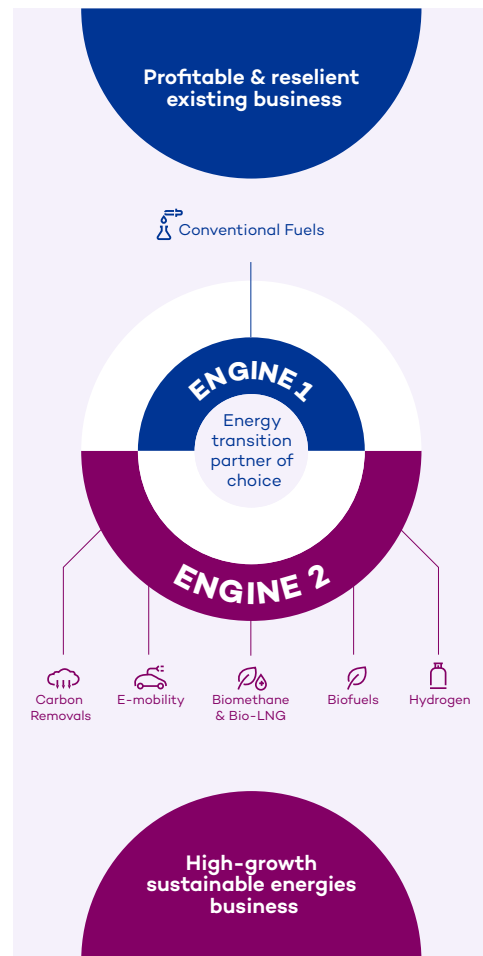 Profitable & reselient
existing business
Conventional Fuels
ENGINE 1
Energy
transition
partner of
choice
ENGINE 2
Carbon
Removals
E-mobility
Biomethane
& Bio-LNG
Biofuels
Hydrogen
High-growth
sustainable energies
business